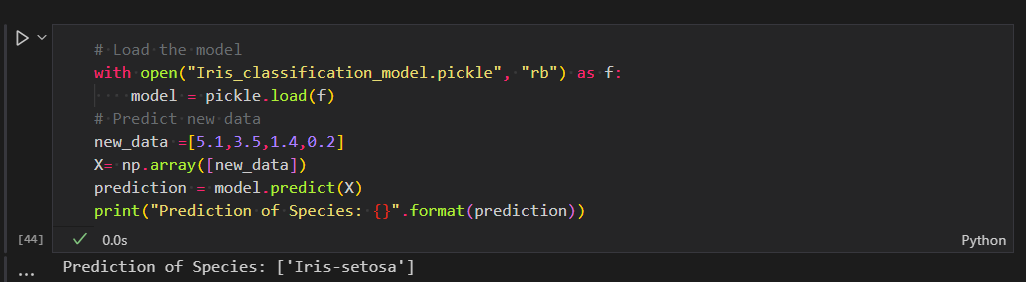 # Load the model
with open("Iris_classification_model.pickle", "rb") as f:
    model = pickle.load(f)
# Predict new data
new_data =[5.1,3.5,1.4,0.2]
X= np.array([new_data])
prediction = model.predict(X)
print("Prediction of Species: {}".format(prediction))
[44] 0.0s Python
... Prediction of Species: ['Iris-setosa']